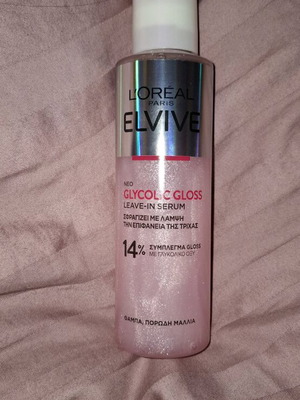 L'ORÉAL
PARIS
ELVIVE
ΝΕΟ
GLYCOLIC GLOSS
LEAVE-IN SERUM
ΣΦΡΑΓΙΖΕΙ ΜΕ ΛΑΜΨΗ
ΤΗΝ ΕΠΙΦΑΝΕΙΑ ΤΗΣ ΤΡΙΧΑΣ
14% ΣΥΜΠΛΕΓΜΑ GLOSS
ΜΕ ΓΛΥΚΟΛΙΚΟ ΟΞΥ
ΘΑΜΠΑ, ΠΟΡΩΔΗ ΜΑΛΛΙΑ